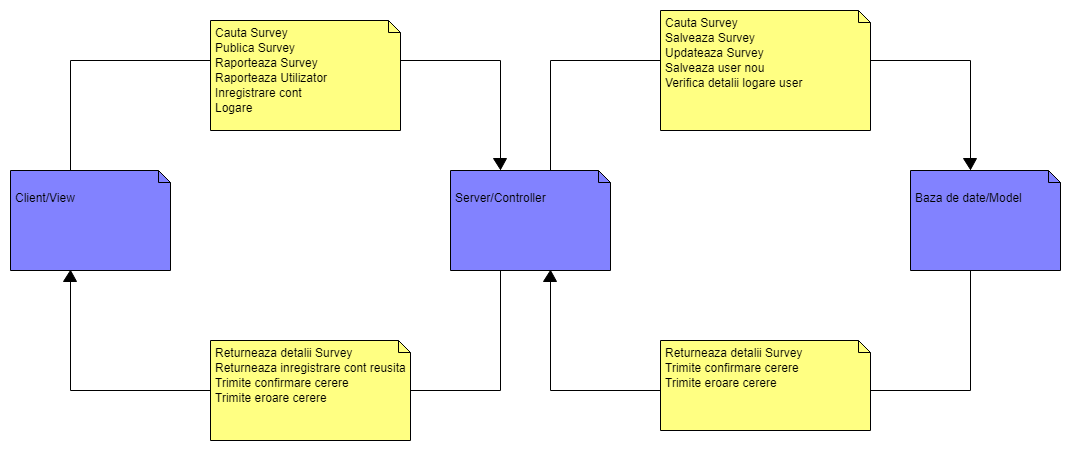 Cauta Survey
Publica Survey
Raporteaza Survey
Raporteaza Utilizator
Inregistrare cont
Logare
Cauta Survey
Salveaza Survey
Updateaza Survey
Salveaza user nou
Verifica detalii logare user
Client/View
Server/Controller
Baza de date/Model
Returneaza detalii Survey
Returneaza inregistrare cont reusita
Trimite confirmare cerere
Trimite eroare cerere
Returneaza detalii Survey
Trimite confirmare cerere
Trimite eroare cerere